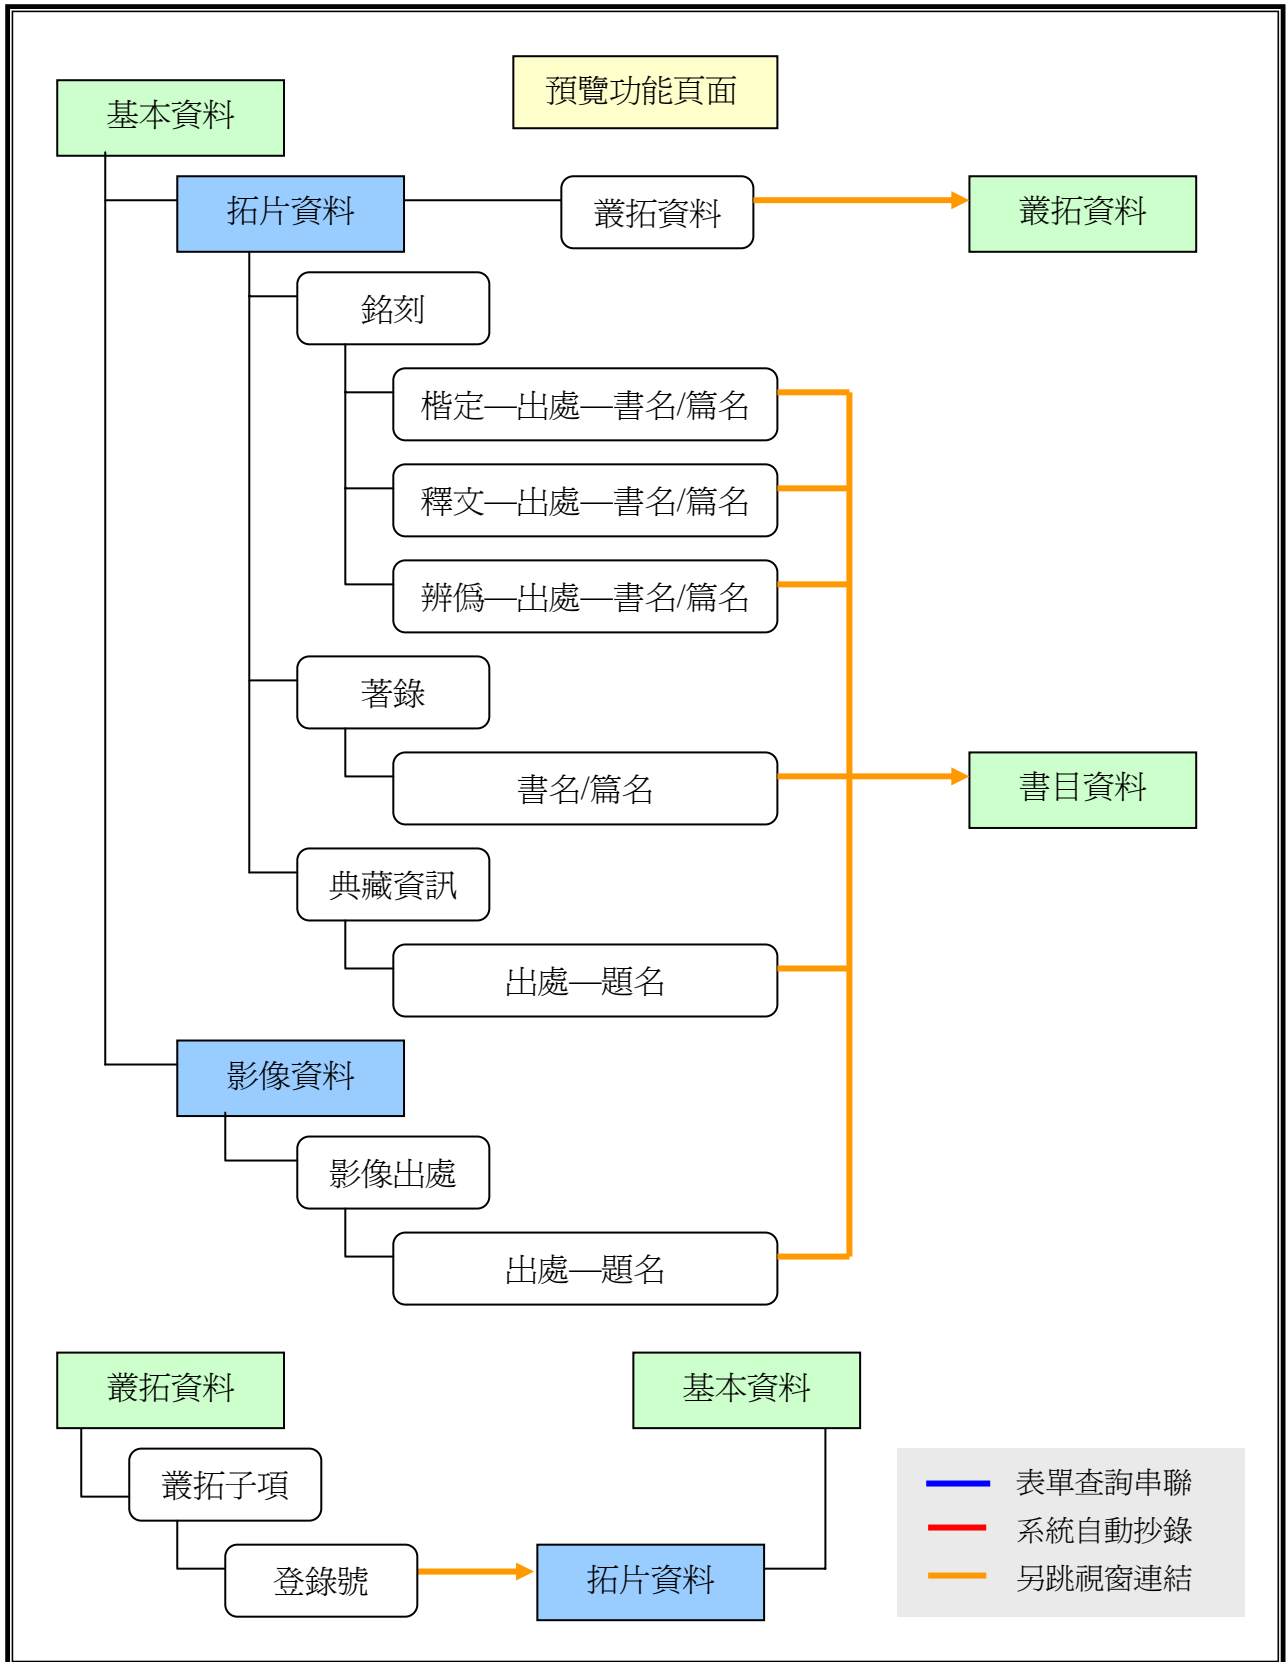 預覽功能頁面
基本資料
拓片資料
叢拓資料
叢拓資料
銘刻
楷定—出處—書名/篇名
釋文—出處—書名/篇名
辨僞—出處—書名/篇名
著錄
書名/篇名
書目資料
典藏資訊
出處—題名
影像資料
影像出處
出處—題名
叢拓資料
基本資料
叢拓子項
登錄號
拓片資料
表單查詢串聯
系統自動抄錄
另跳視窗連結